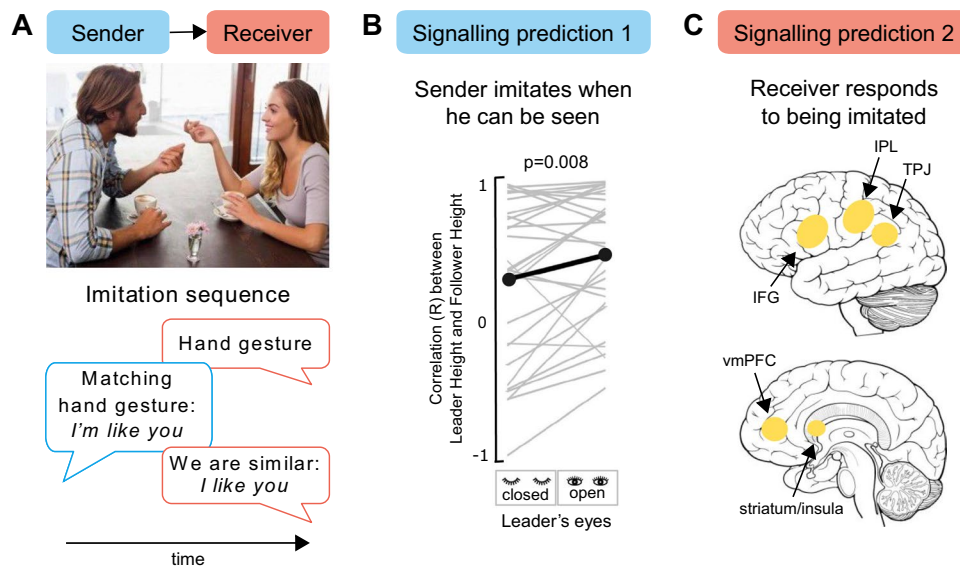 A
Sender
Receiver
Imitation sequence
Hand gesture
Matching
hand gesture:
I'm like you
We are similar:
I like you
time
B
Signalling prediction 1
Sender imitates when
he can be seen
p=0.008
Correlation (R) between
Leader Height and Follower Height
1
0
-1
closed
open
Leader's eyes
C
Signalling prediction 2
Receiver responds
to being imitated
IPL
TPJ
IFG
vmPFC
striatum/insula